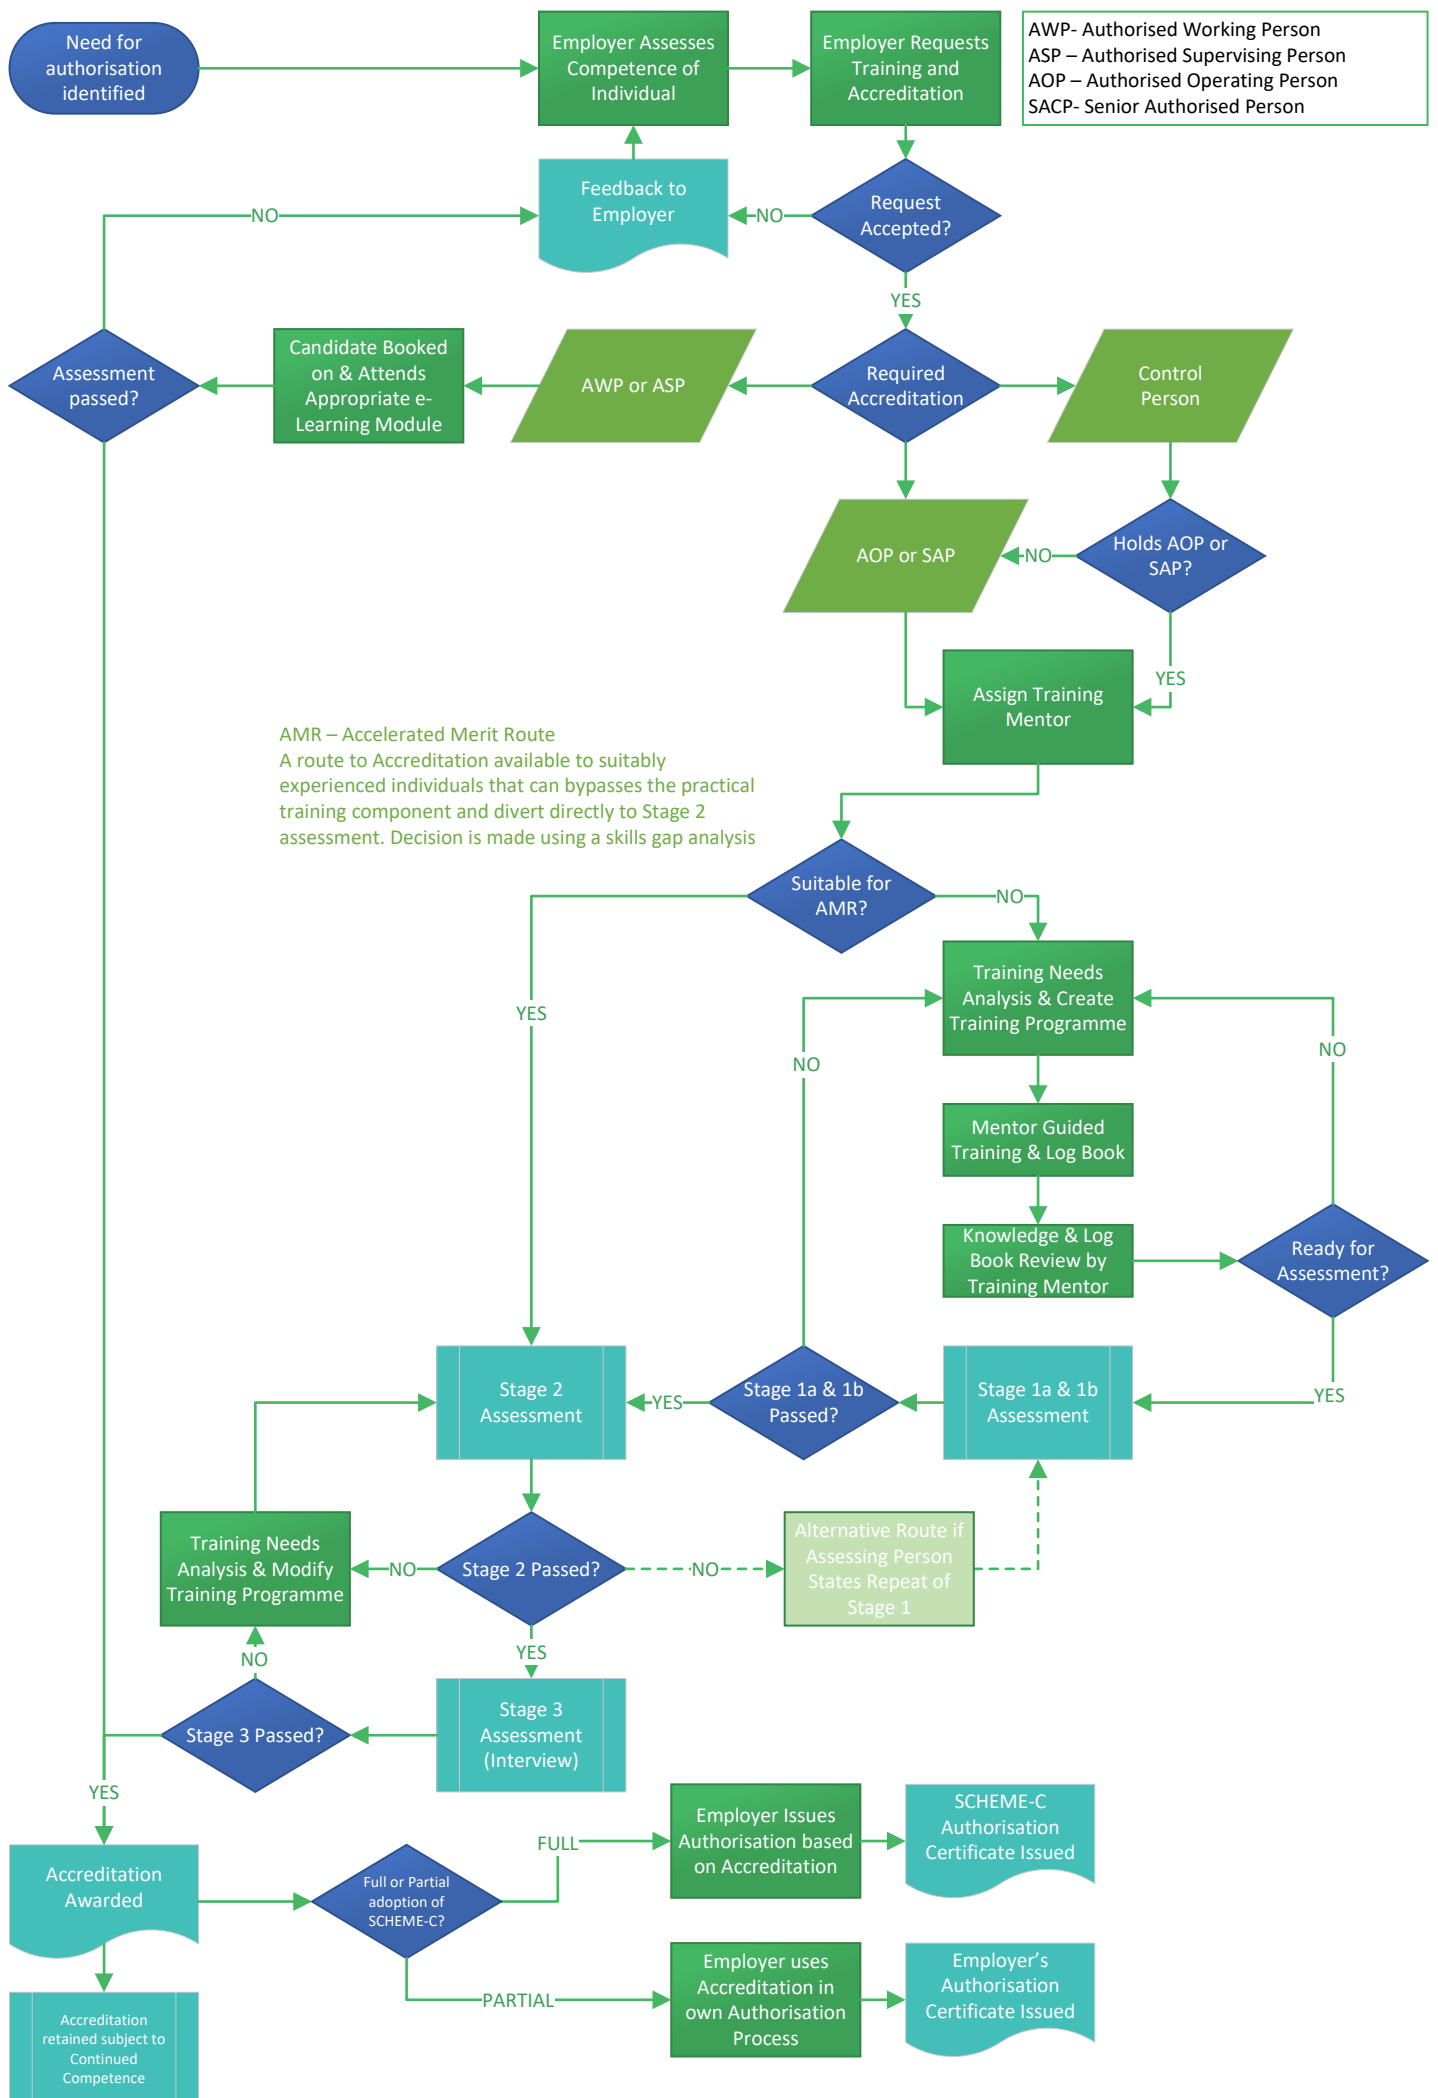 Need for
authorisation
identified
Employer Assesses
Competence of
Individual
Employer Requests
Training and
Accreditation
AWP- Authorised Working Person
ASP – Authorised Supervising Person
AOP – Authorised Operating Person
SACP- Senior Authorised Person
Feedback to
Employer
NO
NO
Request
Accepted?
YES
Assessment
passed?
Candidate Booked
on & Attends
Appropriate e-
Learning Module
AWP or ASP
Required
Accreditation
Control
Person
AOP or SAP
NO
Holds AOP or
SAP?
YES
Assign Training
Mentor
AMR – Accelerated Merit Route
A route to Accreditation available to suitably
experienced individuals that can bypasses the practical
training component and divert directly to Stage 2
assessment. Decision is made using a skills gap analysis
Suitable for
AMR?
NO
YES
Training Needs
Analysis & Create
Training Programme
NO
NO
Mentor Guided
Training & Log Book
Knowledge & Log
Book Review by
Training Mentor
Ready for
Assessment?
YES
Stage 2
Assessment
YES
Stage 1a & 1b
Passed?
Stage 1a & 1b
Assessment
Training Needs
Analysis & Modify
Training Programme
NO
Stage 2 Passed?
NO
Alternative Route if
Assessing Person
States Repeat of
Stage 1
YES
NO
Stage 3 Passed?
Stage 3
Assessment
(Interview)
YES
Accreditation
Awarded
Full or Partial
adoption of
SCHEME-C?
FULL
Employer Issues
Authorisation based
on Accreditation
SCHEME-C
Authorisation
Certificate Issued
PARTIAL
Employer uses
Accreditation in
own Authorisation
Process
Employer’s
Authorisation
Certificate Issued
Accreditation
retained subject to
Continued
Competence